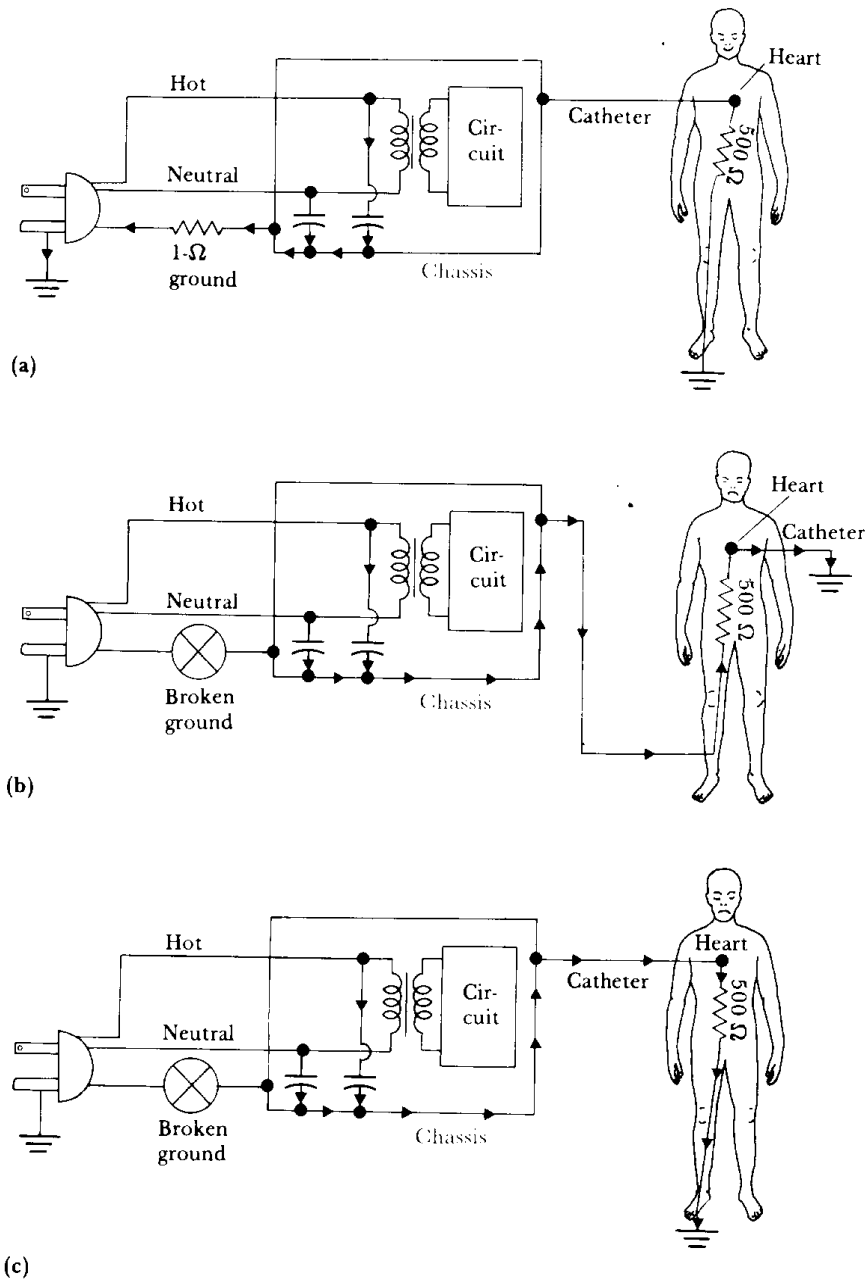 Hot
Heart
Catheter
500 Ω
Cir-
cuit
Neutral
1-Ω
ground
Chassis
(a)
Hot
Heart
Catheter
500 Ω
Cir-
cuit
Neutral
Broken
ground
Chassis
(b)
Hot
Heart
Catheter
500 Ω
Cir-
cuit
Neutral
Broken
ground
Chassis
(c)